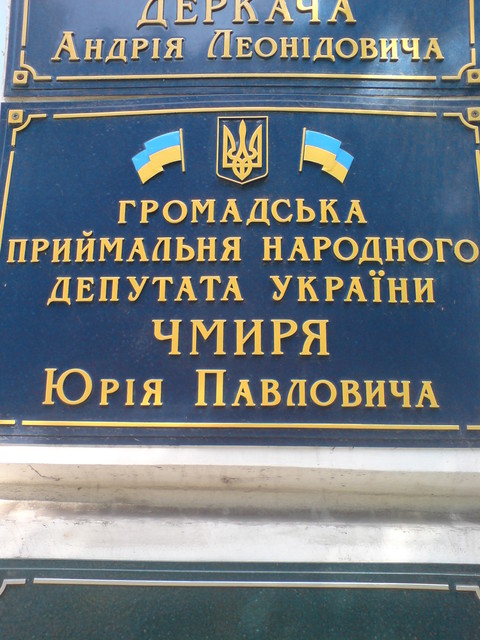 ДЕРКАЧА
АНДРІЯ ЛЕОНІДОВИЧА
ГРОМАДСЬКА
ПРИЙМАЛЬНЯ НАРОДНОГО
ДЕПУТАТА УКРАЇНИ
ЧМИРЯ
ЮРІЯ ПАВЛОВИЧА